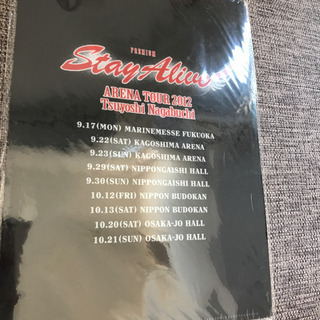 PREMIUM
Stay Alive
ARENA TOUR 2012
Tsuyoshi Nagabuchi
9.17(MON) MARINEMESSE FUKUOKA
9.22(SAT) KAGOSHIMA ARENA
9.23(SUN) KAGOSHIMA ARENA
9.29(SAT) NIPPONGAISHI HALL
9.30(SUN) NIPPONGAISHI HALL
10.12(FRI) NIPPON BUDOKAN
10.13(SAT) NIPPON BUDOKAN
10.20(SAT) OSAKA-JO HALL
10.21(SUN) OSAKA-JO HALL